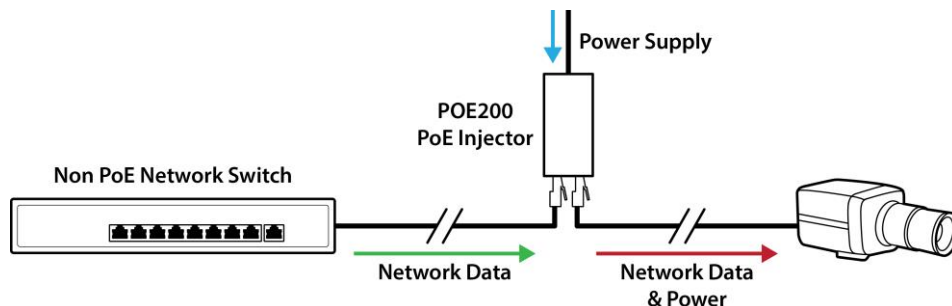 Power Supply
POE200
PoE Injector
Non PoE Network Switch
Network Data
Network Data
& Power